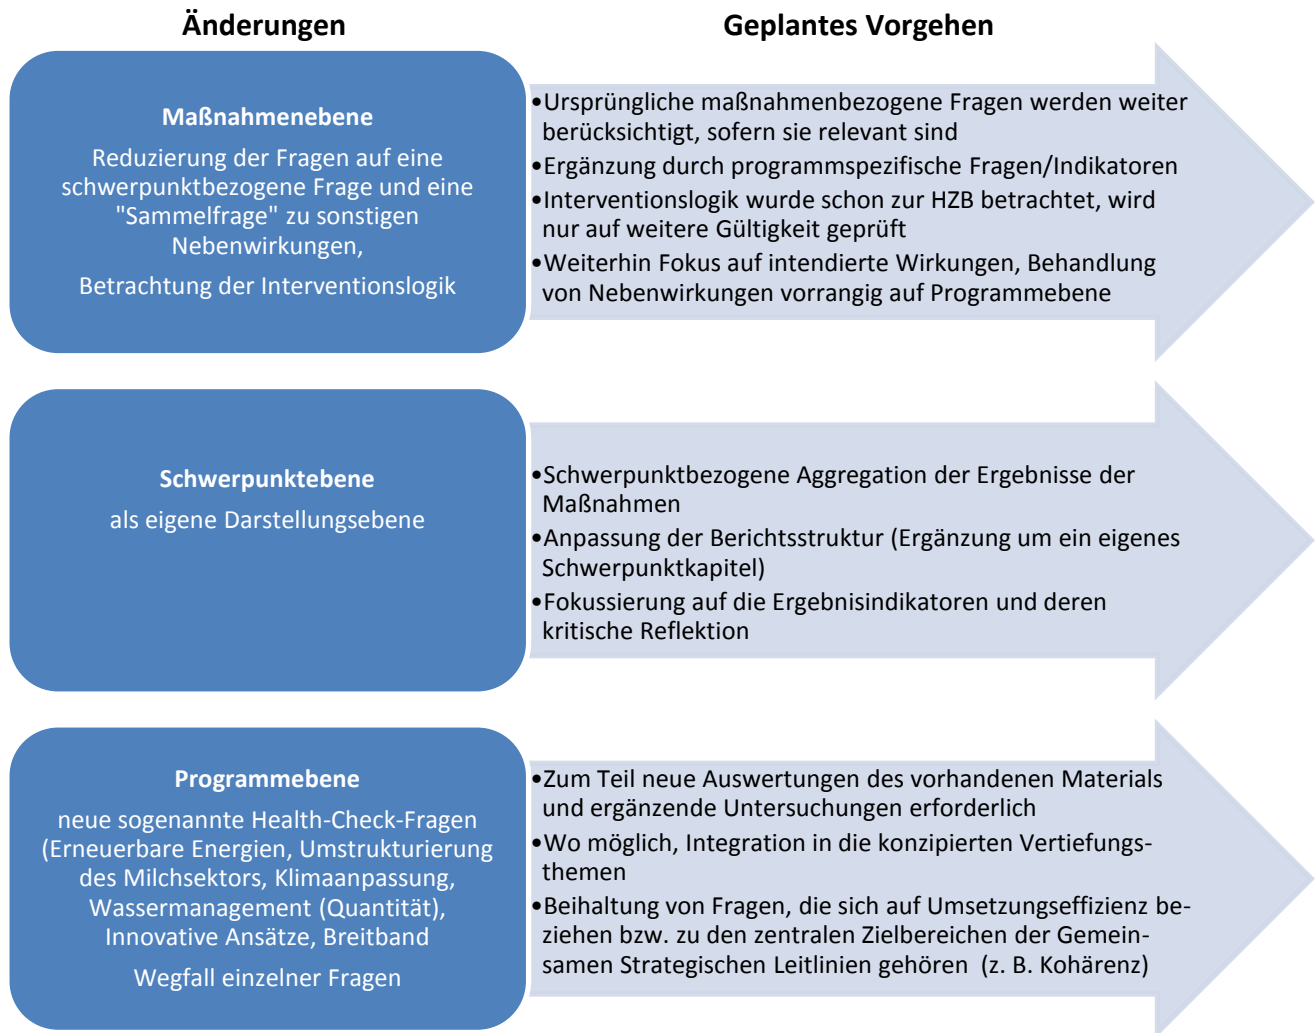 Änderungen
Geplantes Vorgehen
Maßnahmenebene
Reduzierung der Fragen auf eine
schwerpunktbezogene Frage und eine
"Sammelfrage" zu sonstigen
Nebenwirkungen,
Betrachtung der Interventionslogik
•Ursprüngliche maßnahmenbezogene Fragen werden weiter
berücksichtigt, sofern sie relevant sind
•Ergänzung durch programmspezifische Fragen/Indikatoren
•Interventionslogik wurde schon zur HZB betrachtet, wird
nur auf weitere Gültigkeit geprüft
•Weiterhin Fokus auf intendierte Wirkungen, Behandlung
von Nebenwirkungen vorrangig auf Programmebene
Schwerpunktebene
als eigene Darstellungsebene
•Schwerpunktbezogene Aggregation der Ergebnisse der
Maßnahmen
•Anpassung der Berichtsstruktur (Ergänzung um ein eigenes
Schwerpunktkapitel)
•Fokussierung auf die Ergebnisindikatoren und deren
kritische Reflektion
Programmebene
neue sogenannte Health-Check-Fragen
(Erneuerbare Energien, Umstrukturierung
des Milchsektors, Klimaanpassung,
Wassermanagement (Quantität),
Innovative Ansätze, Breitband
Wegfall einzelner Fragen
•Zum Teil neue Auswertungen des vorhandenen Materials
und ergänzende Untersuchungen erforderlich
•Wo möglich, Integration in die konzipierten Vertiefungs-
themen
•Beihaltung von Fragen, die sich auf Umsetzungseffizienz be-
ziehen bzw. zu den zentralen Zielbereichen der Gemein-
samen Strategischen Leitlinien gehören (z. B. Kohärenz)